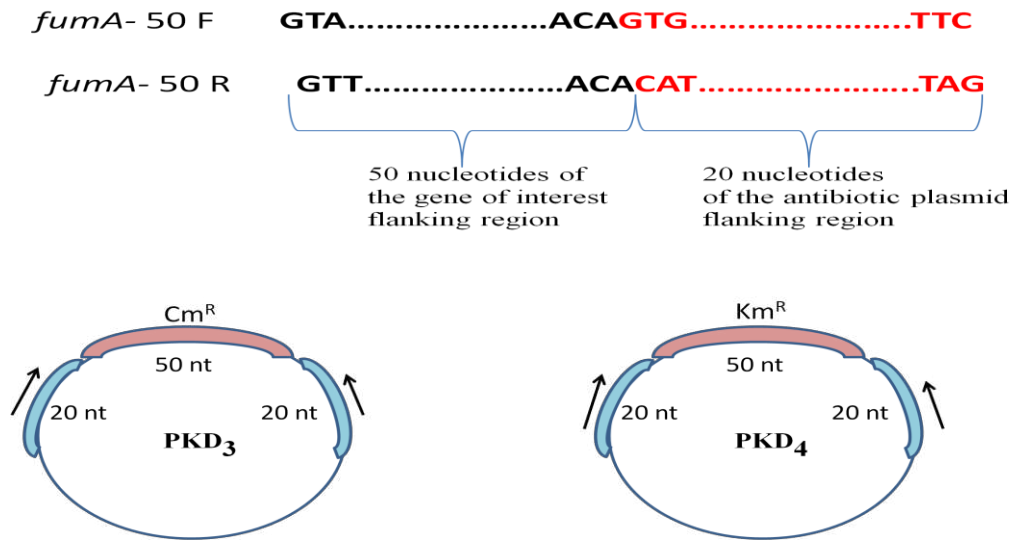 fumA- 50 F GTA......................ACAGTG............................TTC
fumA- 50 R GTT.....................ACACAT...........................TAG
50 nucleotides of
the gene of interest
flanking region
20 nucleotides
of the antibiotic plasmid
flanking region
Cm^R
50 nt
20 nt 20 nt
PKD3
Km^R
50 nt
20 nt 20 nt
PKD4